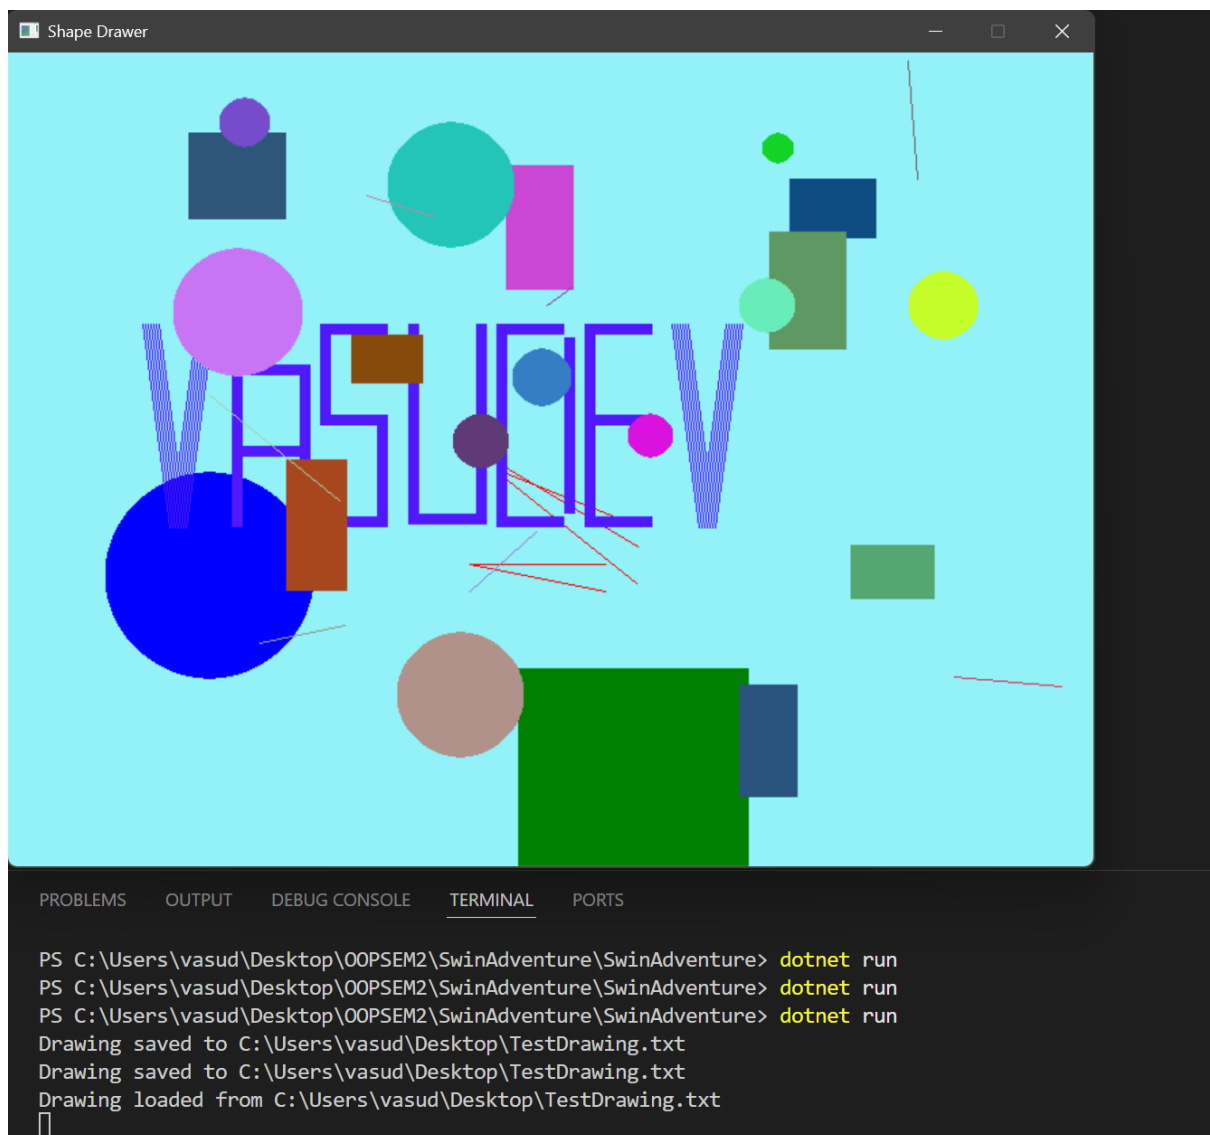 Shape Drawer
VASUDEV
PROBLEMS OUTPUT DEBUG CONSOLE TERMINAL PORTS
PS C:\Users\vasud\Desktop\OOPSEM2\SwinAdventure\SwinAdventure> dotnet run
PS C:\Users\vasud\Desktop\OOPSEM2\SwinAdventure\SwinAdventure> dotnet run
PS C:\Users\vasud\Desktop\OOPSEM2\SwinAdventure\SwinAdventure> dotnet run
Drawing saved to C:\Users\vasud\Desktop\TestDrawing.txt
Drawing saved to C:\Users\vasud\Desktop\TestDrawing.txt
Drawing loaded from C:\Users\vasud\Desktop\TestDrawing.txt